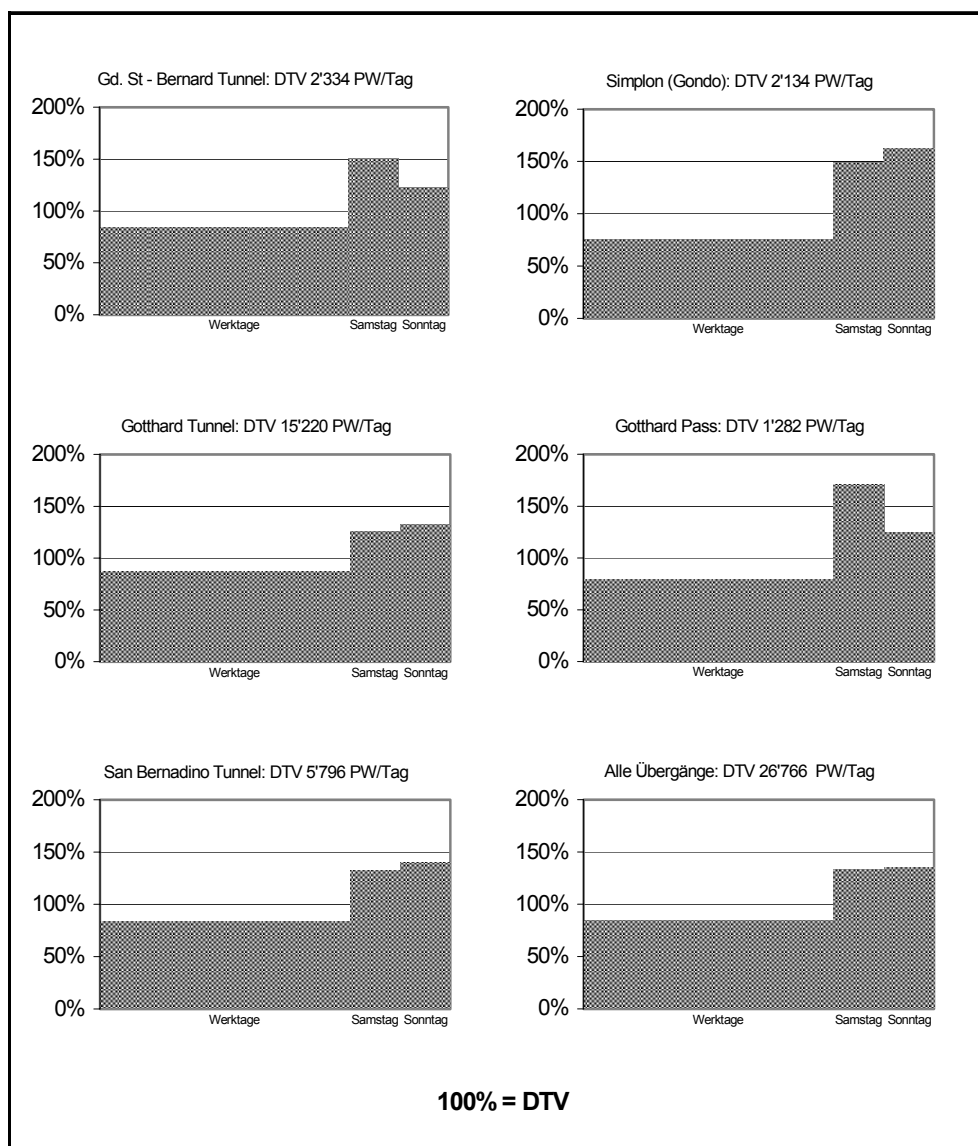 Gd. St - Bernard Tunnel: DTV 2'334 PW/Tag
200%
150%
100%
50%
0%
Werktage Samstag Sonntag
Simplon (Gondo): DTV 2'134 PW/Tag
200%
150%
100%
50%
0%
Werktage Samstag Sonntag
Gotthard Tunnel: DTV 15'220 PW/Tag
200%
150%
100%
50%
0%
Werktage Samstag Sonntag
Gotthard Pass: DTV 1'282 PW/Tag
200%
150%
100%
50%
0%
Werktage Samstag Sonntag
San Bernadino Tunnel: DTV 5'796 PW/Tag
200%
150%
100%
50%
0%
Werktage Samstag Sonntag
Alle Übergänge: DTV 26'766 PW/Tag
200%
150%
100%
50%
0%
Werktage Samstag Sonntag
100% = DTV